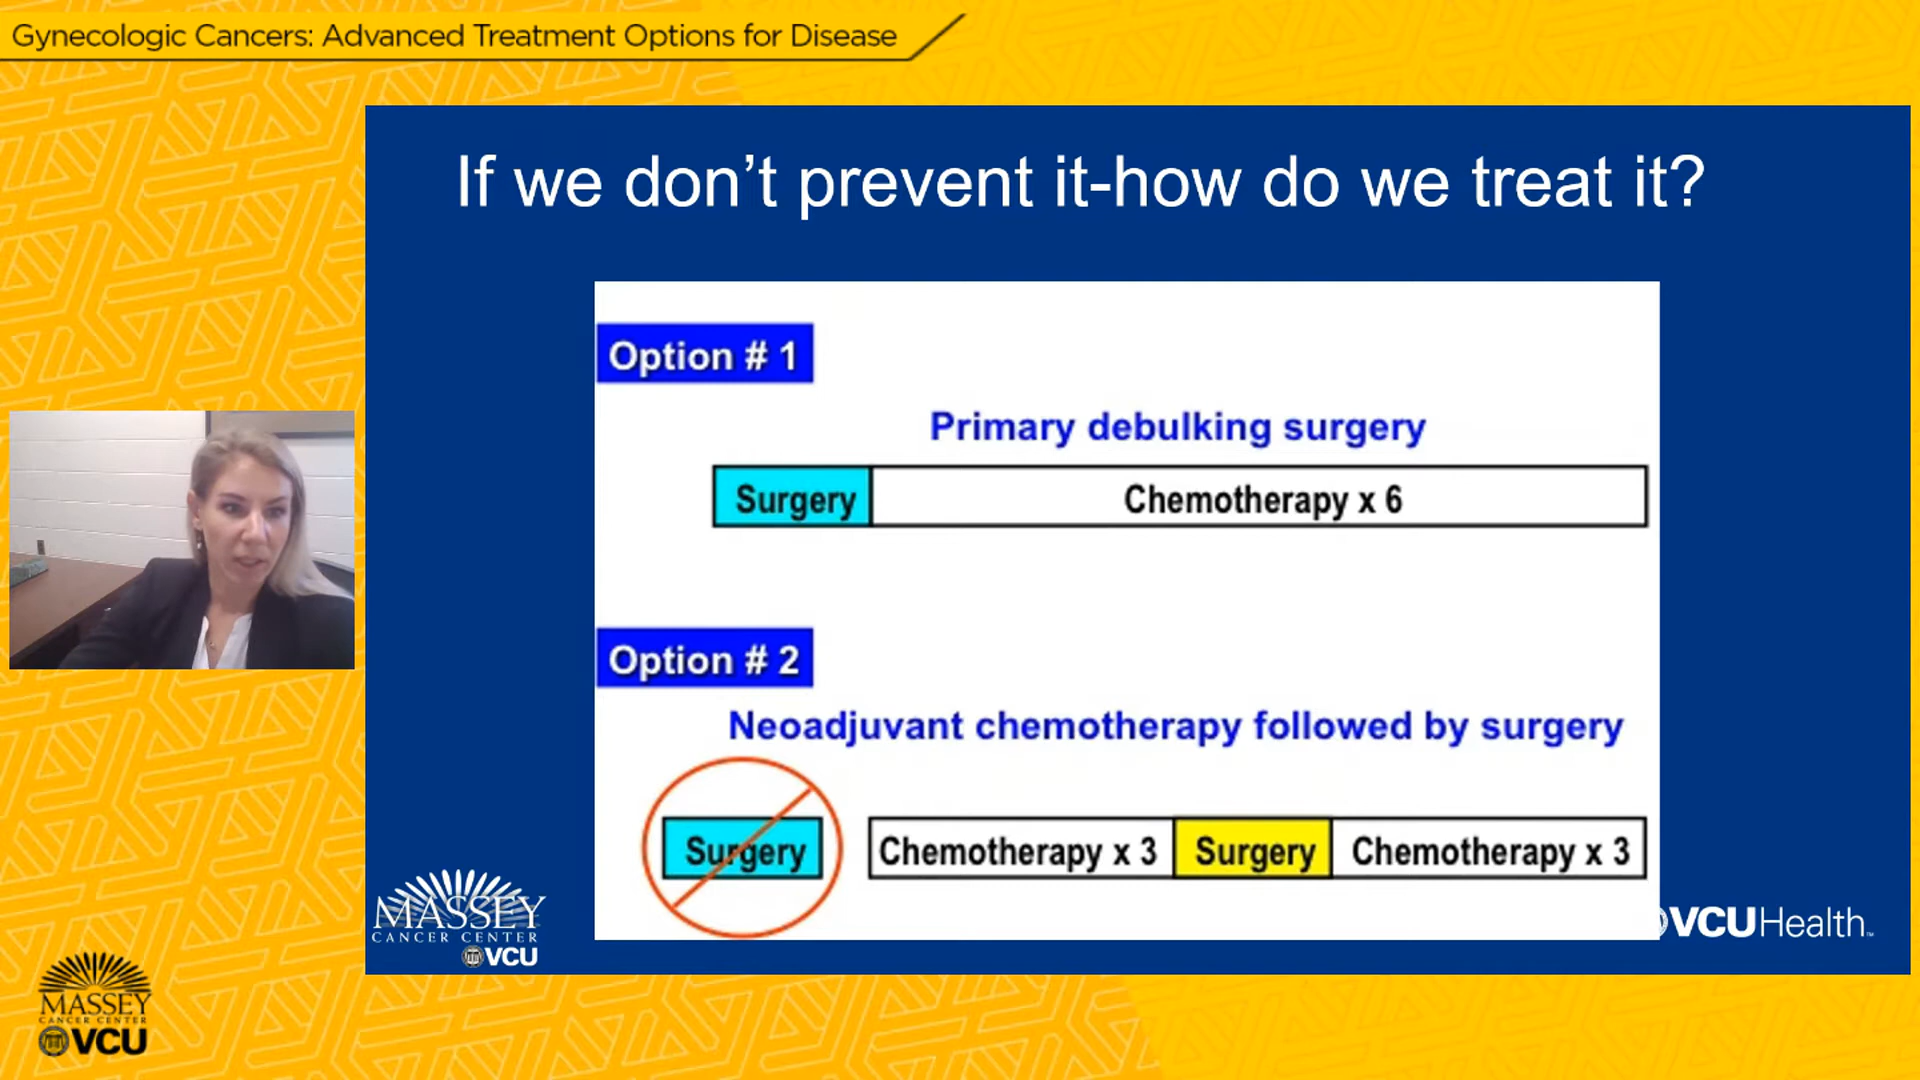 Gynecologic Cancers: Advanced Treatment Options for Disease
If we don’t prevent it-how do we treat it?
Option # 1
Primary debulking surgery
Surgery
Chemotherapy x 6
Option # 2
Neoadjuvant chemotherapy followed by surgery
Surgery
Chemotherapy x 3
Surgery
Chemotherapy x 3
MASSEY
CANCER CENTER
VCU
VCUHealth™
MASSEY
CANCER CENTER
VCU